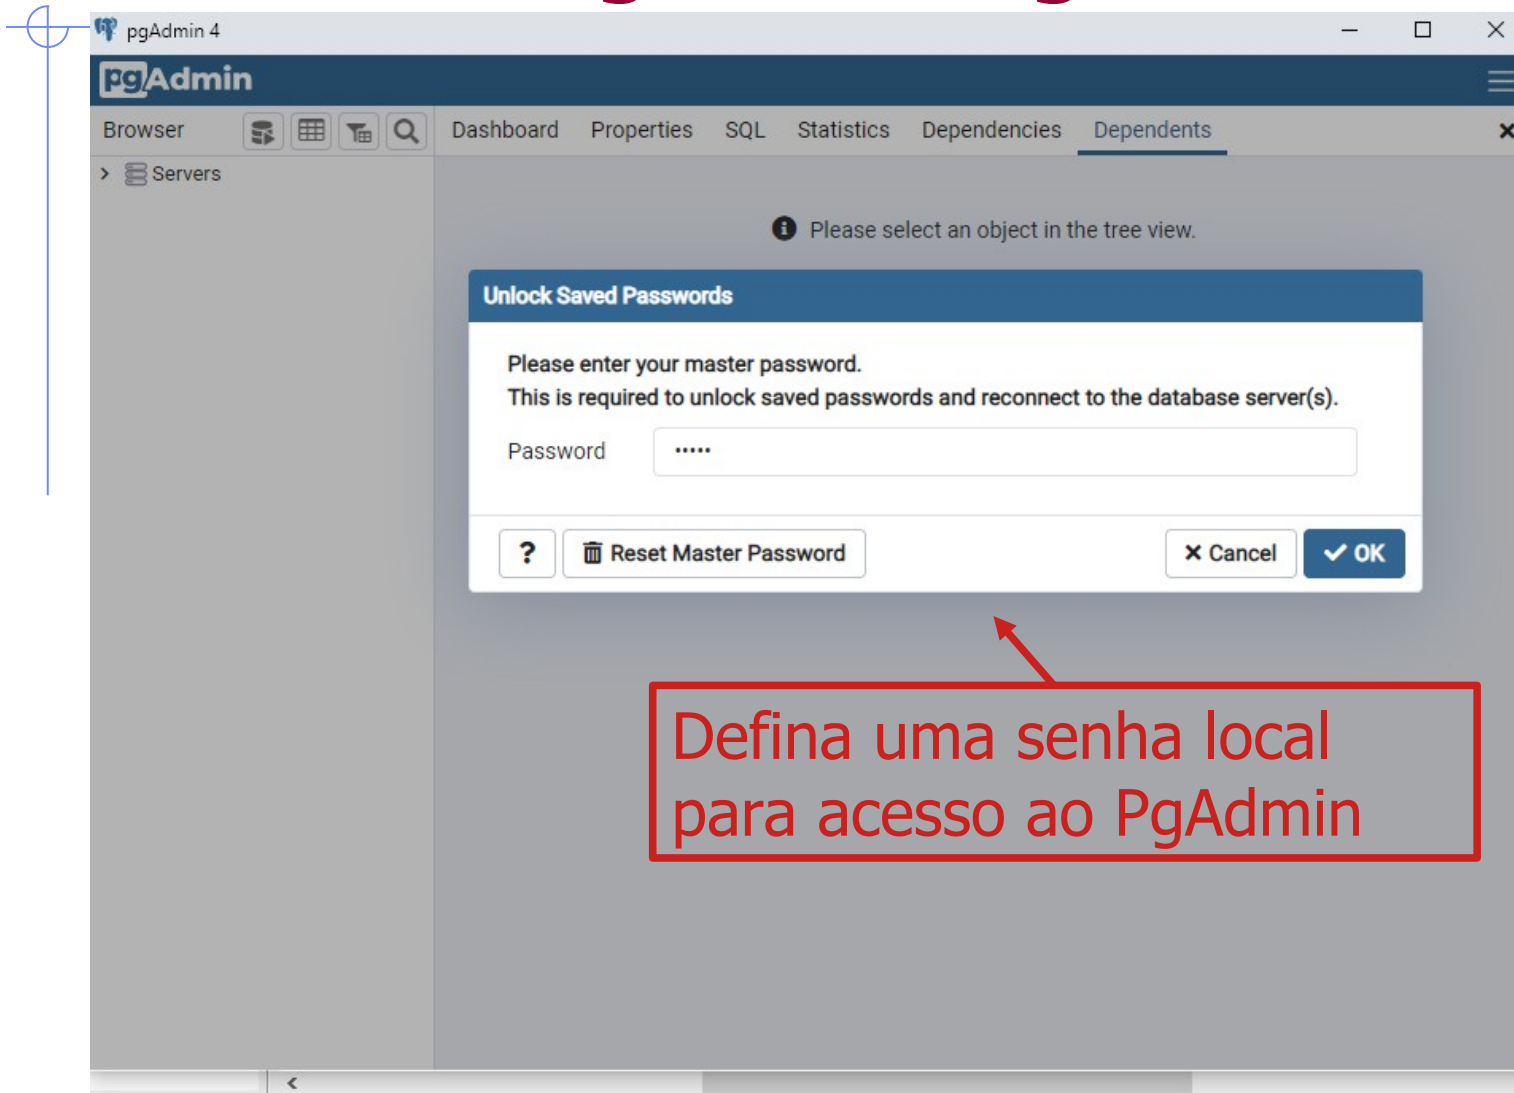 pgAdmin 4
pgAdmin
Browser
Dashboard Properties SQL Statistics Dependencies Dependents
Servers
Please select an object in the tree view.
Unlock Saved Passwords
Please enter your master password.
This is required to unlock saved passwords and reconnect to the database server(s).
Password •••••
? Reset Master Password Cancel OK
Defina uma senha local
para acesso ao PgAdmin